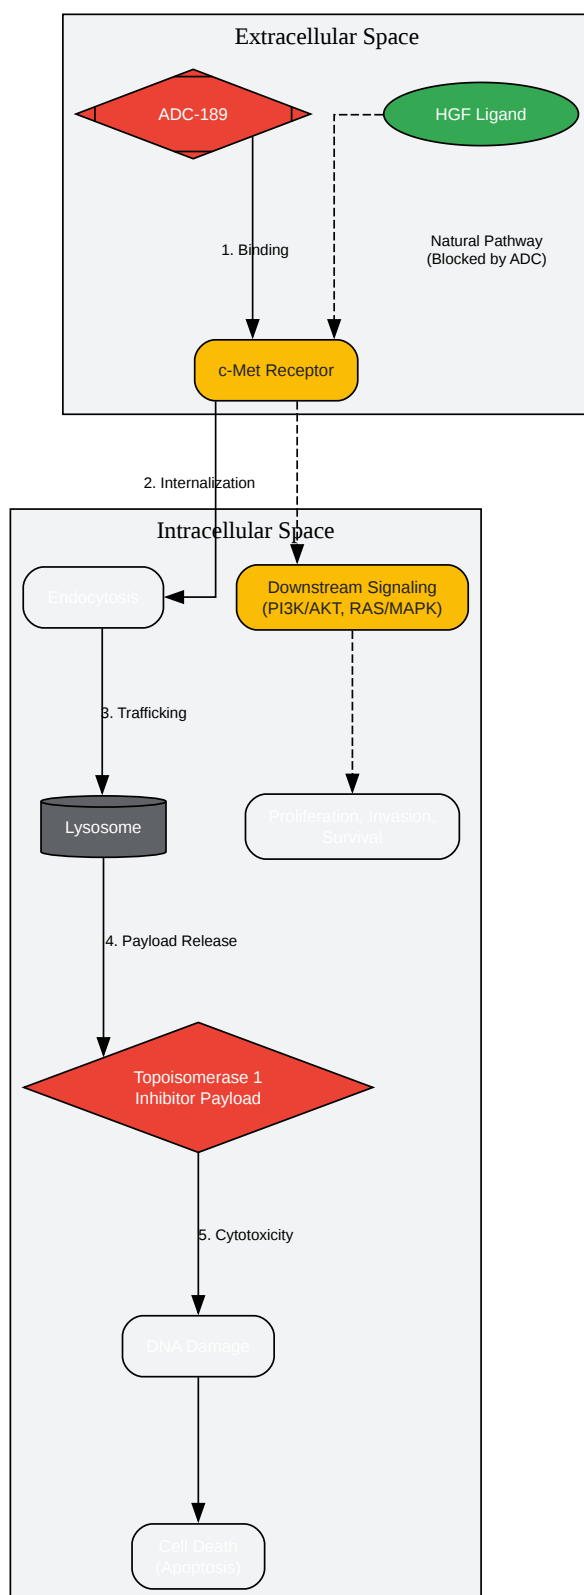 Extracellular Space
ADC-189
HGF Ligand
1. Binding
Natural Pathway
(Blocked by ADC)
c-Met Receptor
2. Internalization
Intracellular Space
Endocytosis
Downstream Signaling
(PI3K/AKT, RAS/MAPK)
3. Trafficking
Lysosome
Proliferation, Invasion,
Survival
4. Payload Release
Topoisomerase 1
Inhibitor Payload
5. Cytotoxicity
DNA Damage
Cell Death
(Apoptosis)